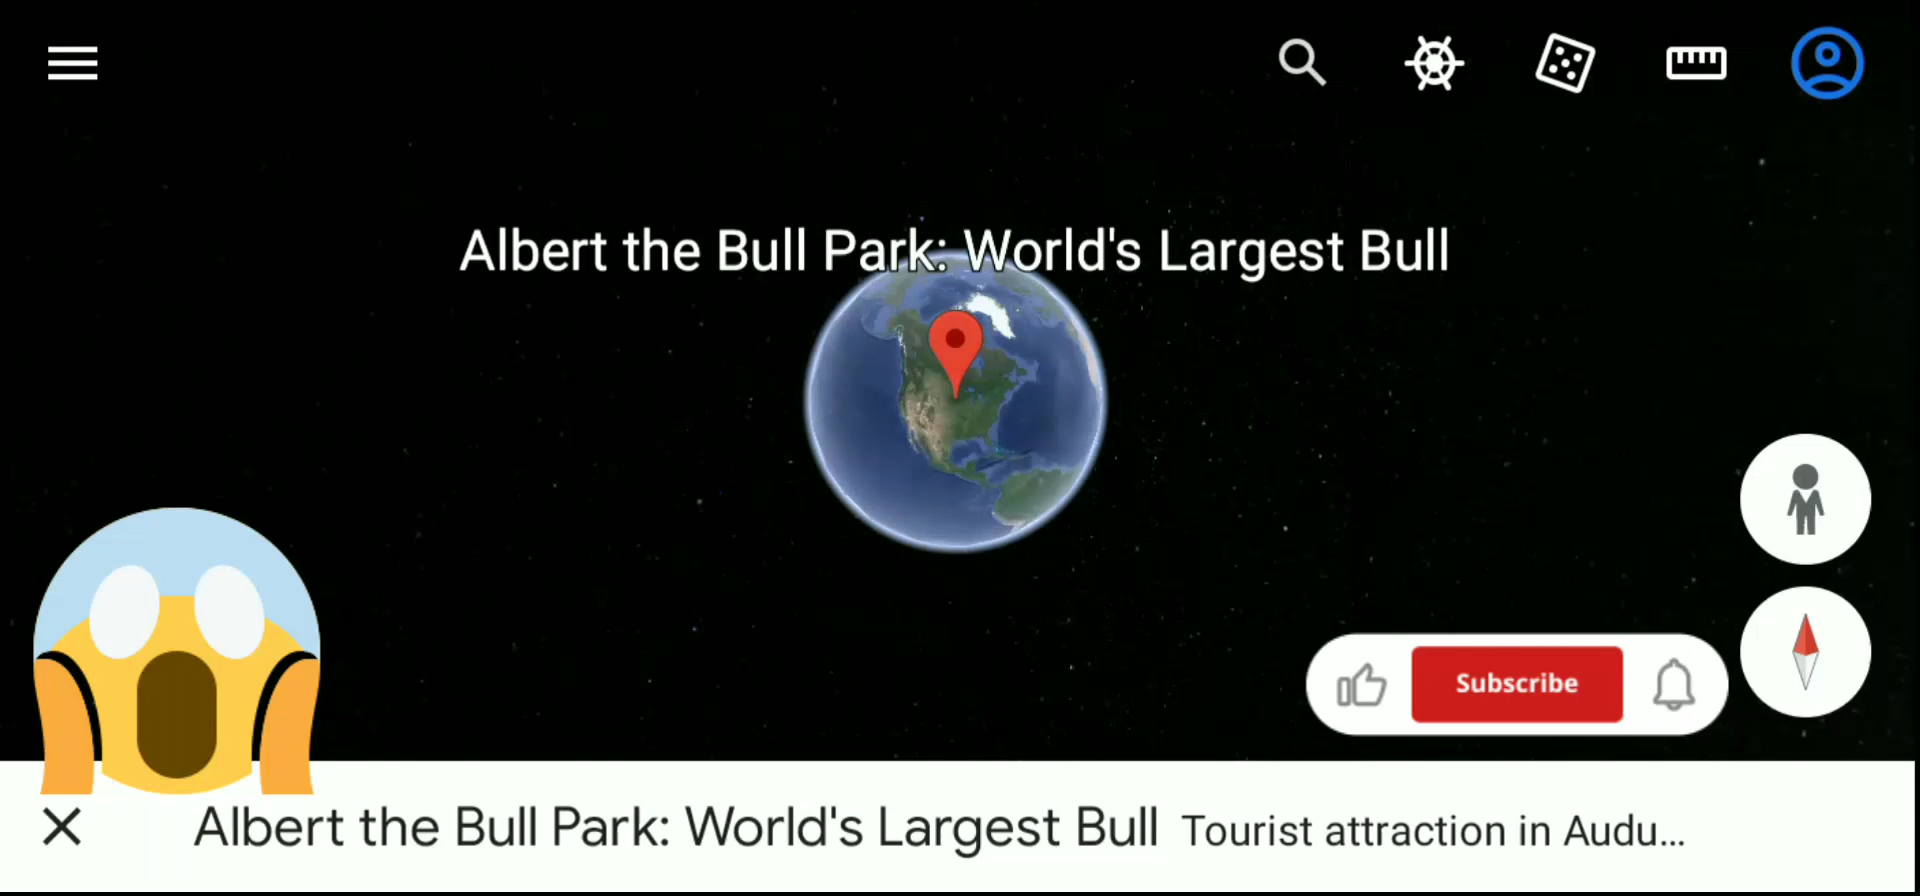 Albert the Bull Park: World's Largest Bull
Subscribe
Albert the Bull Park: World's Largest Bull Tourist attraction in Audu...